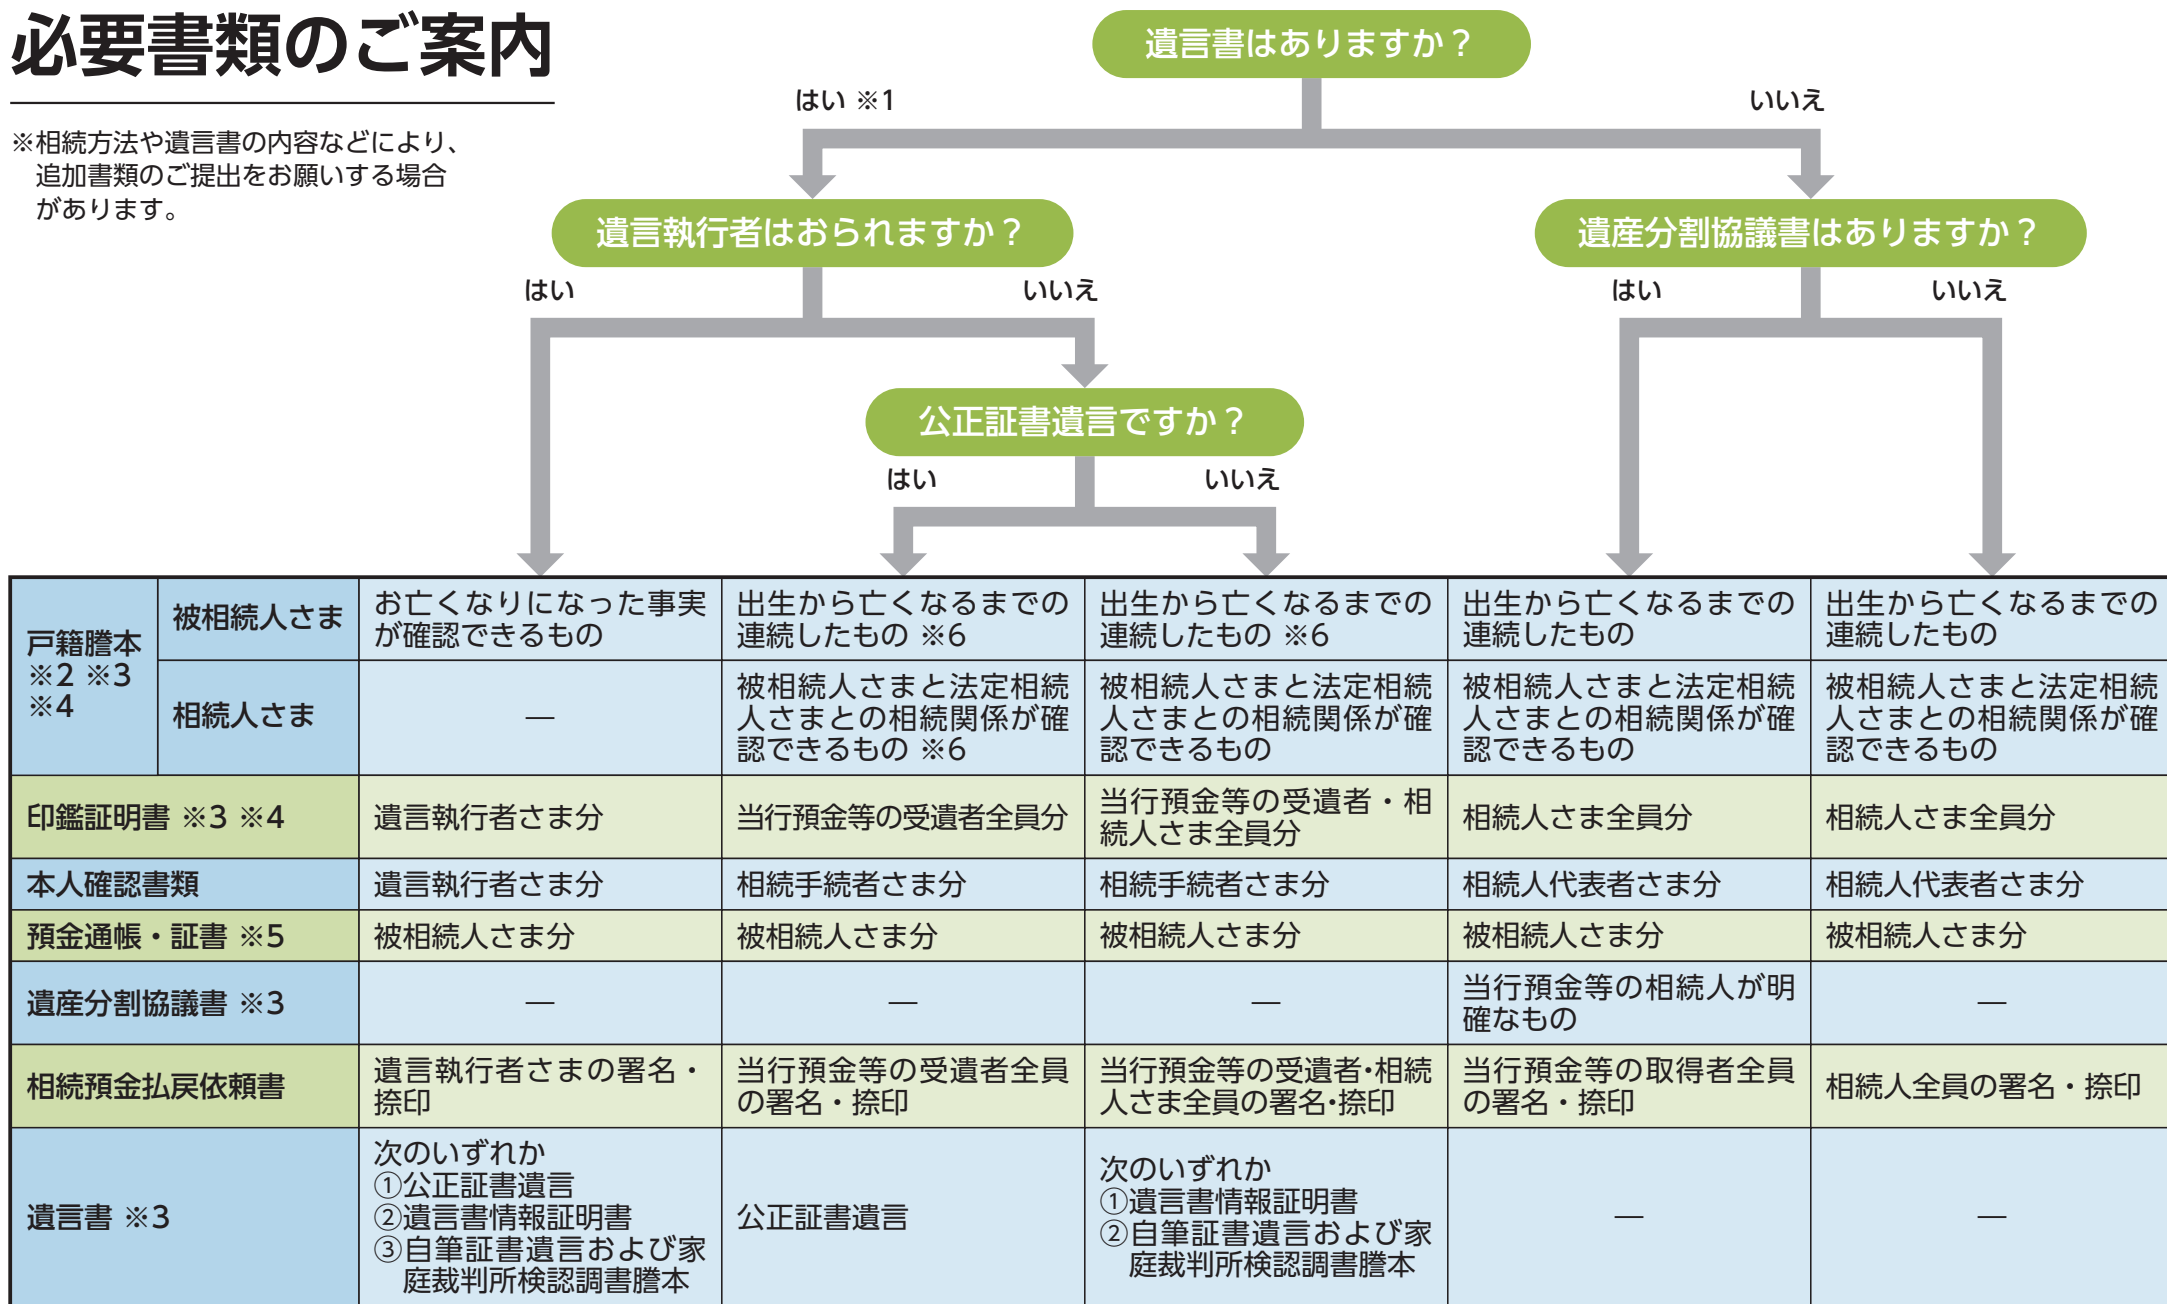 必要書類のご案内
※相続方法や遺言書の内容などにより、
追加書類のご提出をお願いする場合
があります。
遺言書はありますか？
はい ※1
いいえ
遺言執行者はおられますか？
遺産分割協議書はありますか？
はい
いいえ
はい
いいえ
公正証書遺言ですか？
はい
いいえ
戸籍謄本
※2 ※3
※4
被相続人さま
お亡くなりになった事実
が確認できるもの
出生から亡くなるまでの
連続したもの ※6
出生から亡くなるまでの
連続したもの ※6
出生から亡くなるまでの
連続したもの
出生から亡くなるまでの
連続したもの
相続人さま
―
被相続人さまと法定相続
人さまとの相続関係が確
認できるもの ※6
被相続人さまと法定相続
人さまとの相続関係が確
認できるもの
被相続人さまと法定相続
人さまとの相続関係が確
認できるもの
被相続人さまと法定相続
人さまとの相続関係が確
認できるもの
印鑑証明書 ※3 ※4
遺言執行者さま分
当行預金等の受遺者全員分
当行預金等の受遺者・相
続人さま全員分
相続人さま全員分
相続人さま全員分
本人確認書類
遺言執行者さま分
相続手続者さま分
相続手続者さま分
相続人代表者さま分
相続人代表者さま分
預金通帳・証書 ※5
被相続人さま分
被相続人さま分
被相続人さま分
被相続人さま分
被相続人さま分
遺産分割協議書 ※3
―
―
―
当行預金等の相続人が明
確なもの
―
相続預金払戻依頼書
遺言執行者さまの署名・
捺印
当行預金等の受遺者全員
の署名・捺印
当行預金等の受遺者・相続
人さま全員の署名・捺印
当行預金等の取得者全員
の署名・捺印
相続人全員の署名・捺印
遺言書 ※3
次のいずれか
①公正証書遺言
②遺言書情報証明書
③自筆証書遺言および家
庭裁判所検認調書謄本
公正証書遺言
次のいずれか
①遺言書情報証明書
②自筆証書遺言および家
庭裁判所検認調書謄本
―
―